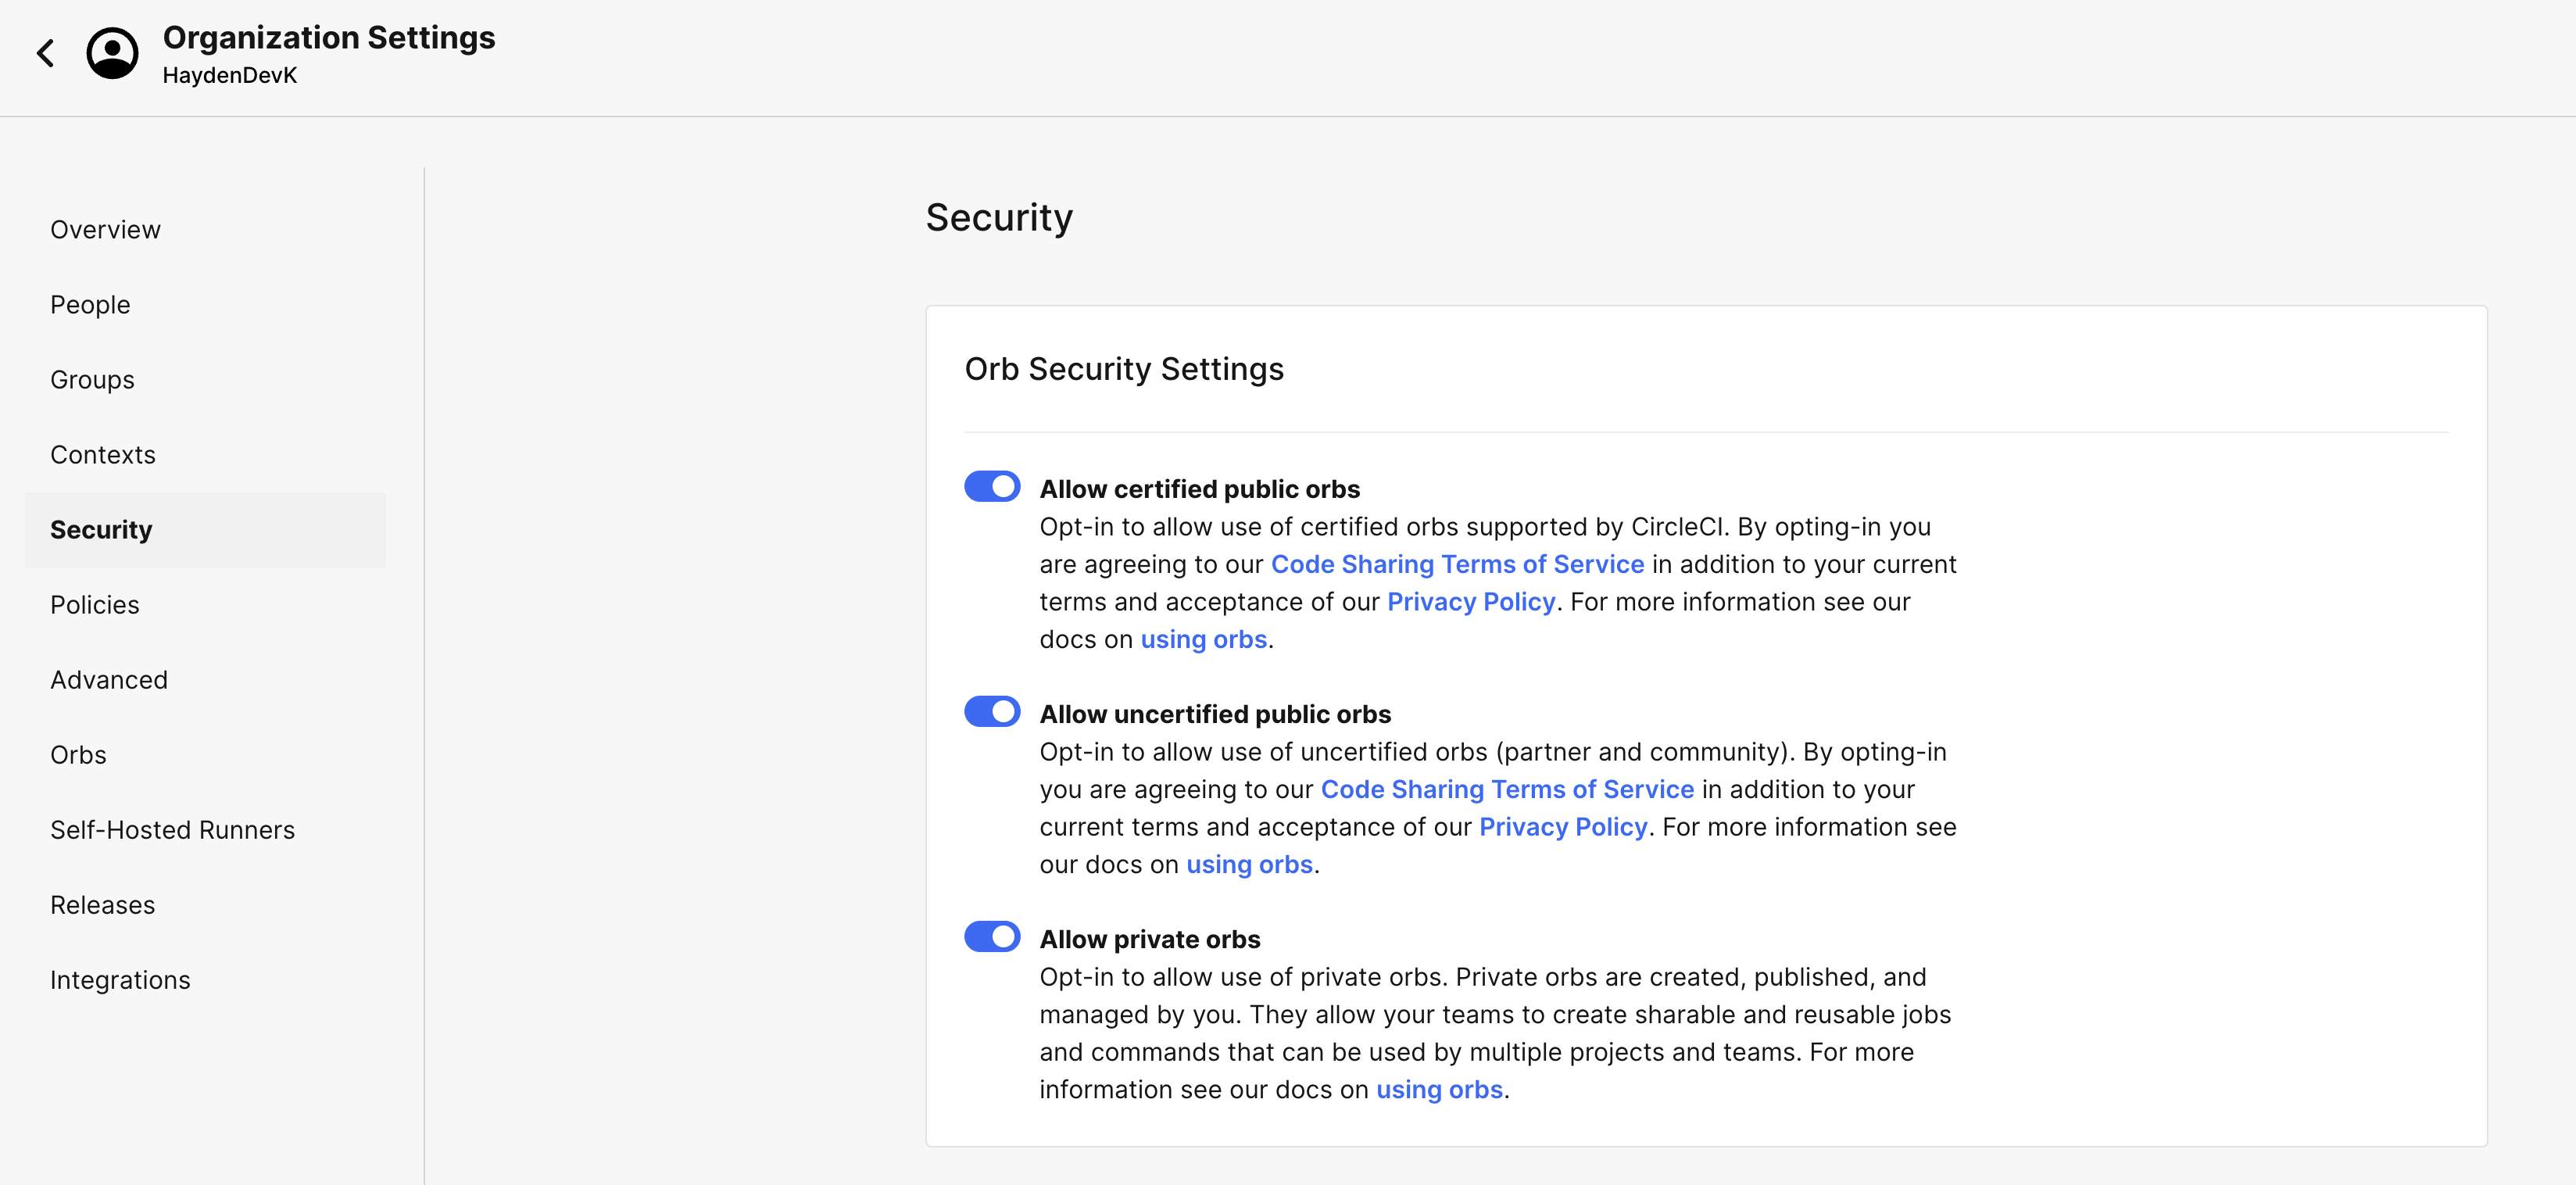 Organization Settings
HaydenDevK
Overview
People
Groups
Contexts
Security
Policies
Advanced
Orbs
Self-Hosted Runners
Releases
Integrations
Security
Orb Security Settings
Allow certified public orbs
Opt-in to allow use of certified orbs supported by CircleCI. By opting-in you
are agreeing to our Code Sharing Terms of Service in addition to your current
terms and acceptance of our Privacy Policy. For more information see our
docs on using orbs.
Allow uncertified public orbs
Opt-in to allow use of uncertified orbs (partner and community). By opting-in
you are agreeing to our Code Sharing Terms of Service in addition to your
current terms and acceptance of our Privacy Policy. For more information see
our docs on using orbs.
Allow private orbs
Opt-in to allow use of private orbs. Private orbs are created, published, and
managed by you. They allow your teams to create sharable and reusable jobs
and commands that can be used by multiple projects and teams. For more
information see our docs on using orbs.